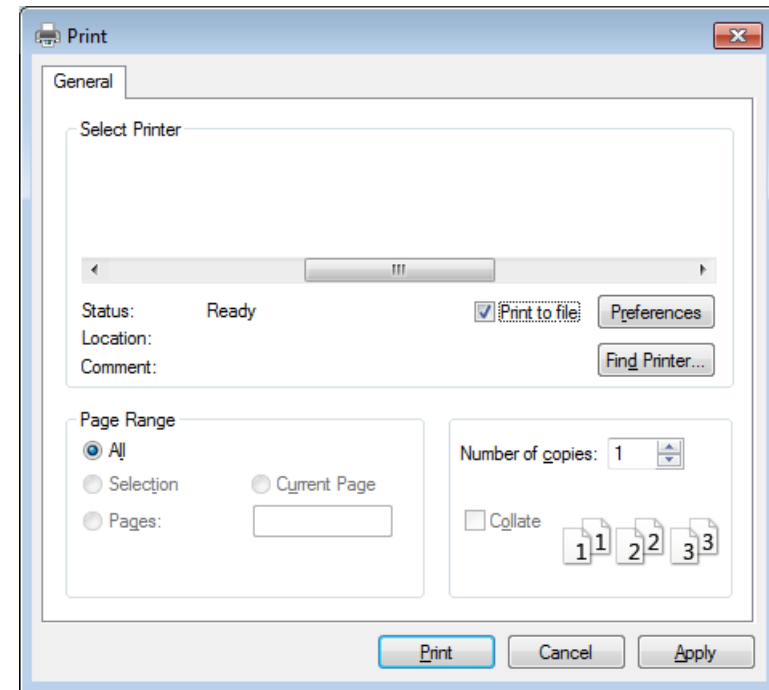 Print
General
Select Printer
Status: Ready
Print to file
Preferences
Location:
Comment:
Find Printer...
Page Range
All
Selection
Current Page
Pages:
Number of copies: 1
Collate
1 1 2 2 3 3
Print Cancel Apply